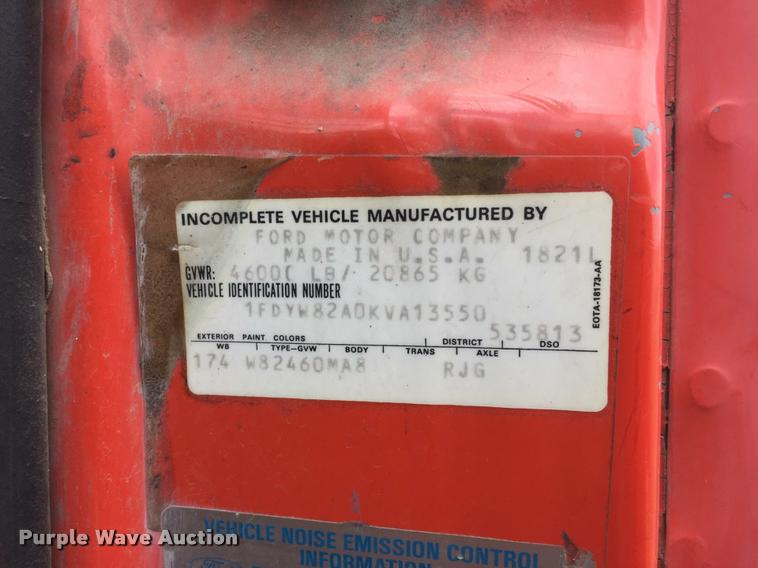 INCOMPLETE VEHICLE MANUFACTURED BY
FORD MOTOR COMPANY
MADE IN U.S.A. 1821L
GVWR: 46000 LB/ 20865 KG
VEHICLE IDENTIFICATION NUMBER
1FDYW82A0KVA13550
535813
EXTERIOR PAINT COLORS DISTRICT DSO
WB TYPE-GVW BODY TRANS AXLE
174 W82460MA8 RJG
EOTA-18173-AA
VEHICLE NOISE EMISSION CONTROL
INFORMATION
Purple Wave Auction®